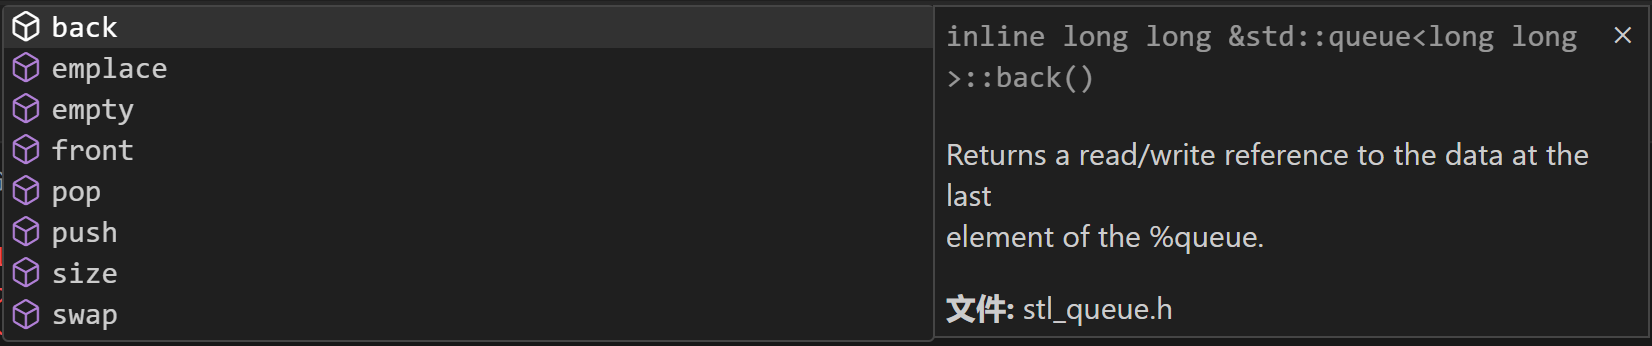 back
emplace
empty
front
pop
push
size
swap
inline long long &std::queue<long long
>::back()
Returns a read/write reference to the data at the
last
element of the %queue.
文件: stl_queue.h